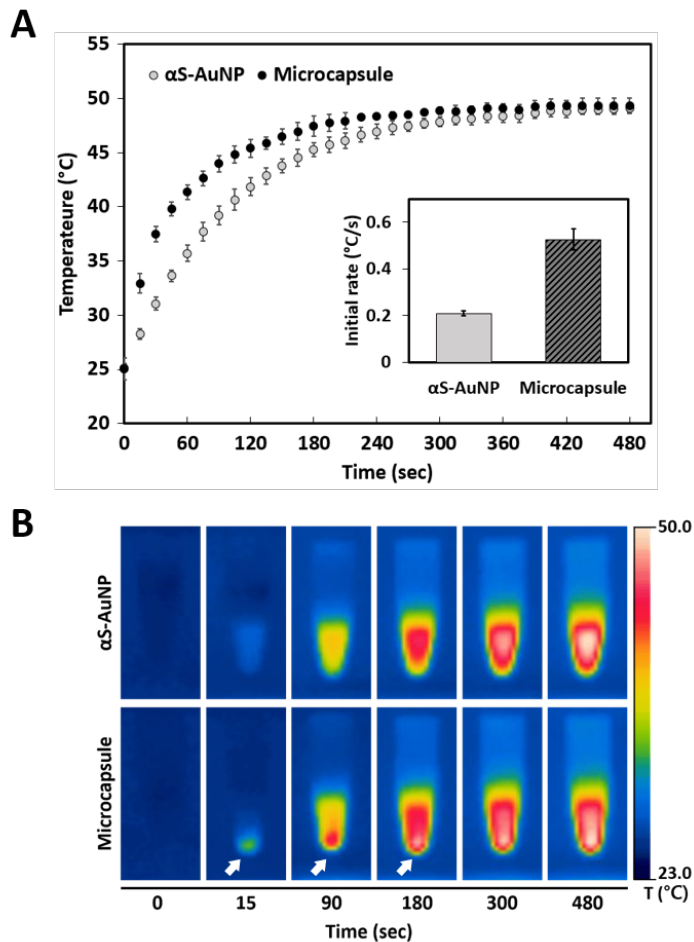 A
55
50
45
40
35
30
25
20
Temperateure (°C)
αS-AuNP Microcapsule
0.6
0.4
0.2
0
Initial rate (°C/s)
αS-AuNP Microcapsule
0 60 120 180 240 300 360 420 480
Time (sec)
B
αS-AuNP
Microcapsule
50.0
23.0
T (°C)
0 15 90 180 300 480
Time (sec)